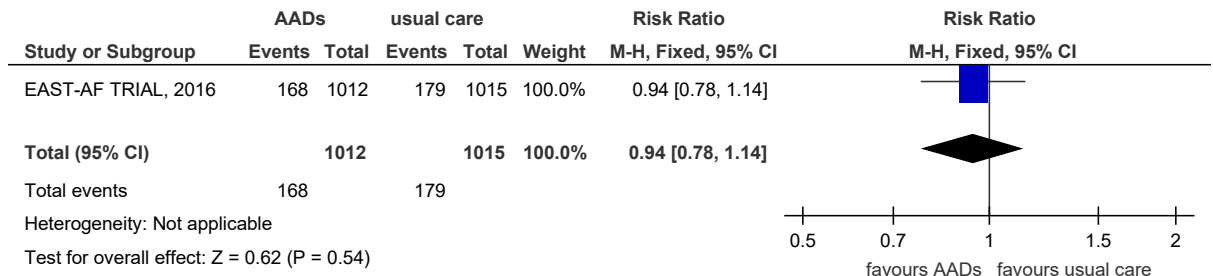 AADs usual care Risk Ratio Risk Ratio
Study or Subgroup Events Total Events Total Weight M-H, Fixed, 95% CI M-H, Fixed, 95% CI
EAST-AF TRIAL, 2016 168 1012 179 1015 100.0% 0.94 [0.78, 1.14]
Total (95% CI) 1012 1015 100.0% 0.94 [0.78, 1.14]
Total events 168 179
Heterogeneity: Not applicable
Test for overall effect: Z = 0.62 (P = 0.54)
0.5 0.7 1 1.5 2
favours AADs favours usual care